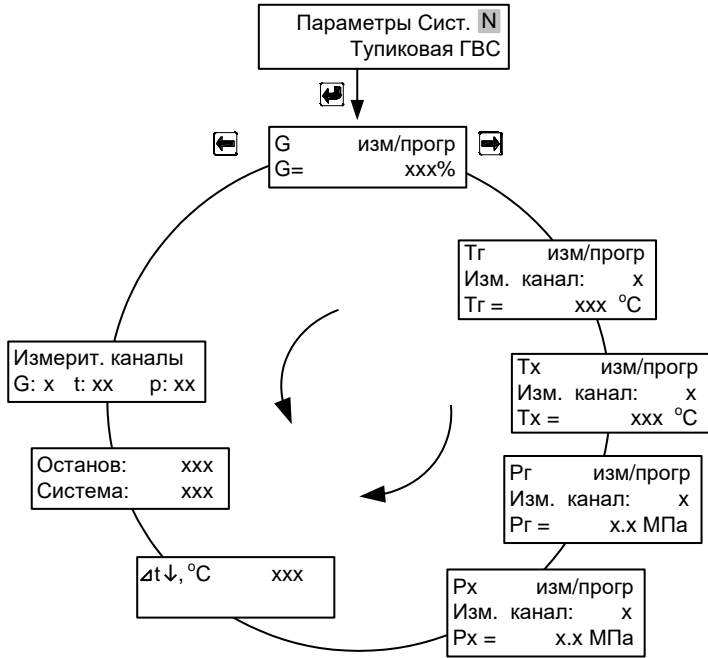 Параметры Сист. N
Тупиковая ГВС
G изм/прогр
G= xxx%
Тг изм/прогр
Изм. канал: x
Тг = xxx °C
Тх изм/прогр
Изм. канал: x
Тх = xxx °C
Рг изм/прогр
Изм. канал: x
Рг = x.x МПа
Рх изм/прогр
Изм. канал: x
Рх = x.x МПа
⊿t↓, °C xxx
Останов: xxx
Система: xxx
Измерит. каналы
G: x t: xx p: xx